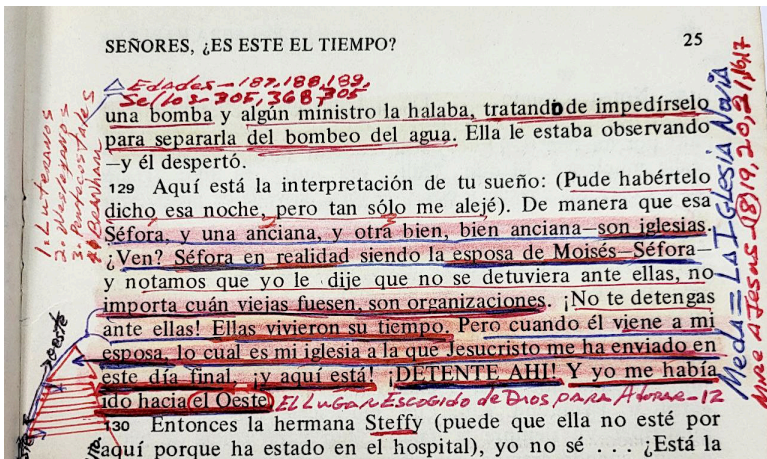 SEÑORES, ¿ES ESTE EL TIEMPO? 25
Edades-187,188,189,
Sellos-305,368,305
una bomba y algún ministro la halaba, tratando de impedírselo
para separarla del bombeo del agua. Ella le estaba observando
—y él despertó.
129 Aquí está la interpretación de tu sueño: (Pude habértelo
dicho esa noche, pero tan sólo me alejé). De manera que esa
Séfora, y una anciana, y otra bien, bien anciana—son iglesias.
¿Ven? Séfora en realidad siendo la esposa de Moisés—Séfora—
y notamos que yo le dije que no se detuviera ante ellas, no
importa cuán viejas fuesen, son organizaciones. ¡No te detengas
ante ellas! Ellas vivieron su tiempo. Pero cuando él viene a mi
esposa, lo cual es mi iglesia a la que Jesucristo me ha enviado en
este día final, ¡y aquí está! ¡DETENTE AHI! Y yo me había
ido hacia el Oeste El Lugar Escogido de Dios para Adorar-12
130 Entonces la hermana Steffy (puede que ella no esté por
aquí porque ha estado en el hospital), yo no sé . . . ¿Está la
1. Luteranos
2. Wesleyanos
3. Pentecostales
4. Branham
oeste
Meda = La Iglesia Novia
Mire a Jesus-18,19,20,21,16,17